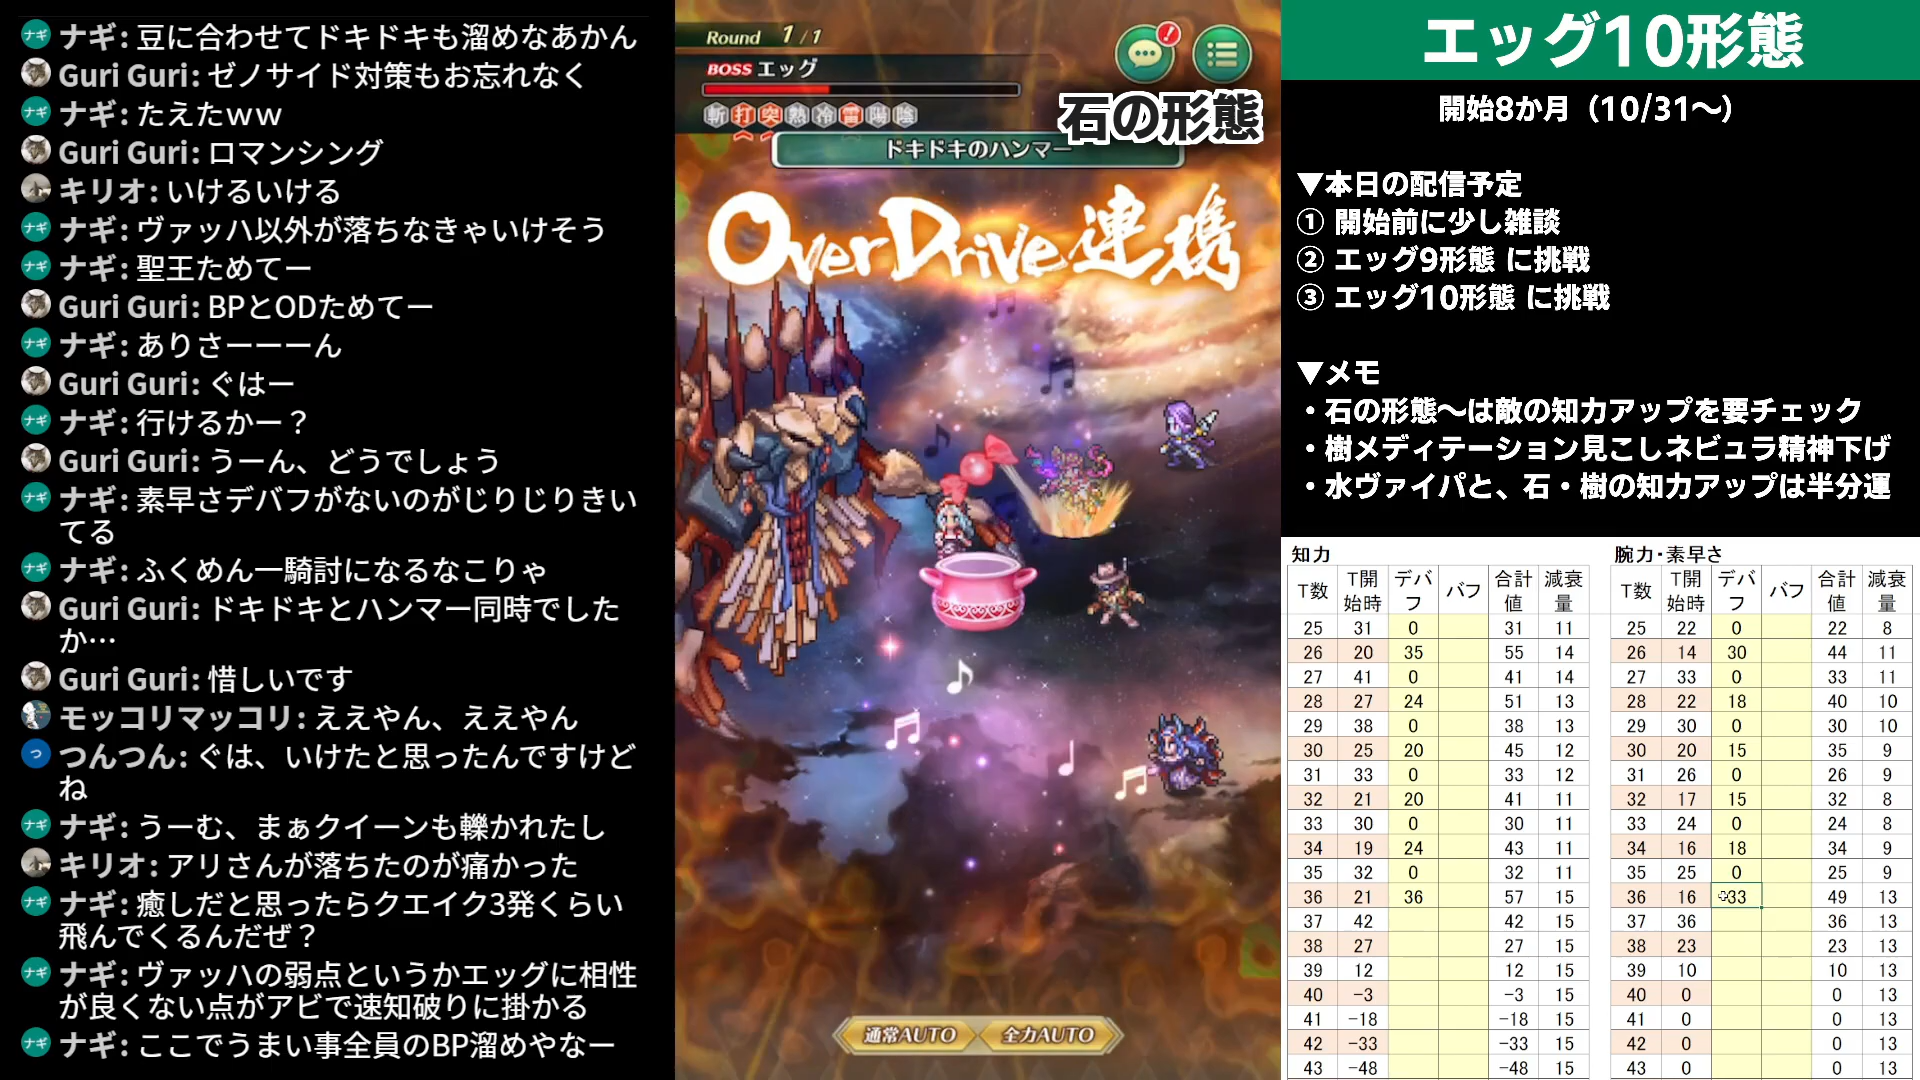 ナギ: 豆に合わせてドキドキも溜めなあかん
Guri Guri: ゼノサイド対策もお忘れなく
ナギ: たえたｗｗ
Guri Guri: ロマンシング
キリオ: いけるいける
ナギ: ヴァッハ以外が落ちなきゃいけそう
ナギ: 聖王ためてー
Guri Guri: BPとODためてー
ナギ: ありさーーーん
Guri Guri: ぐはー
ナギ: 行けるかー？
Guri Guri: うーん、どうでしょう
ナギ: 素早さデバフがないのがじりじりきい
てる
ナギ: ふくめん一騎討になるなこりゃ
Guri Guri: ドキドキとハンマー同時でした
か…
Guri Guri: 惜しいです
モッコリマッコリ: ええやん、ええやん
つんつん: ぐは、いけたと思ったんですけど
ね
ナギ: うーむ、まぁクイーンも轢かれたし
キリオ: アリさんが落ちたのが痛かった
ナギ: 癒しだと思ったらクエイク3発くらい
飛んでくるんだぜ？
ナギ: ヴァッハの弱点というかエッグに相性
が良くない点がアビで速知破りに掛かる
ナギ: ここでうまい事全員のBP溜めやなー
Round 1/1
BOSS エッグ
斬 打 突 熱 冷 雷 陽 陰
石の形態
ドキドキのハンマー
OverDrive連携
通常AUTO 全力AUTO
エッグ10形態
開始8か月（10/31～）
▼本日の配信予定
① 開始前に少し雑談
② エッグ9形態 に挑戦
③ エッグ10形態 に挑戦
▼メモ
・石の形態～は敵の知力アップを要チェック
・樹メディテーション見こしネビュラ精神下げ
・水ヴァイパと、石・樹の知力アップは半分運
知力
T数 T開始時 デバフ バフ 合計値 減衰量
25 31 0 31 11
26 20 35 55 14
27 41 0 41 14
28 27 24 51 13
29 38 0 38 13
30 25 20 45 12
31 33 0 33 12
32 21 20 41 11
33 30 0 30 11
34 19 24 43 11
35 32 0 32 11
36 21 36 57 15
37 42 42 15
38 27 27 15
39 12 12 15
40 -3 -3 15
41 -18 -18 15
42 -33 -33 15
43 -48 -48 15
腕力・素早さ
T数 T開始時 デバフ バフ 合計値 減衰量
25 22 0 22 8
26 14 30 44 11
27 33 0 33 11
28 22 18 40 10
29 30 0 30 10
30 20 15 35 9
31 26 0 26 9
32 17 15 32 8
33 24 0 24 8
34 16 18 34 9
35 25 0 25 9
36 16 33 49 13
37 36 36 13
38 23 23 13
39 10 10 13
40 0 0 13
41 0 0 13
42 0 0 13
43 0 0 13